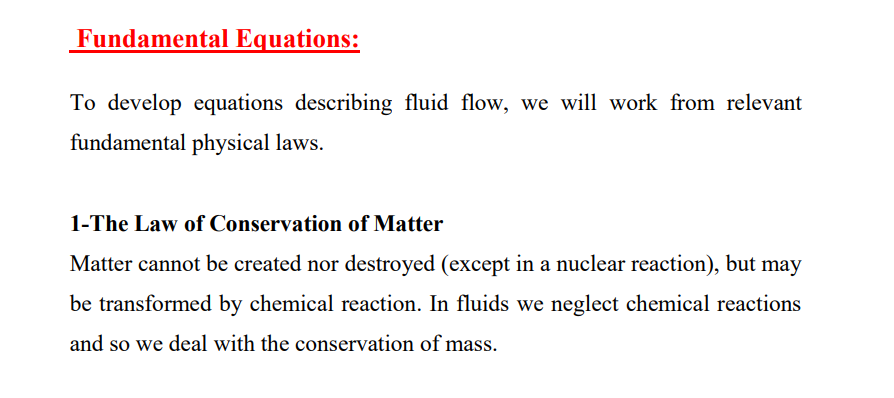 Fundamental Equations:
To develop equations describing fluid flow, we will work from relevant
fundamental physical laws.
1-The Law of Conservation of Matter
Matter cannot be created nor destroyed (except in a nuclear reaction), but may
be transformed by chemical reaction. In fluids we neglect chemical reactions
and so we deal with the conservation of mass.